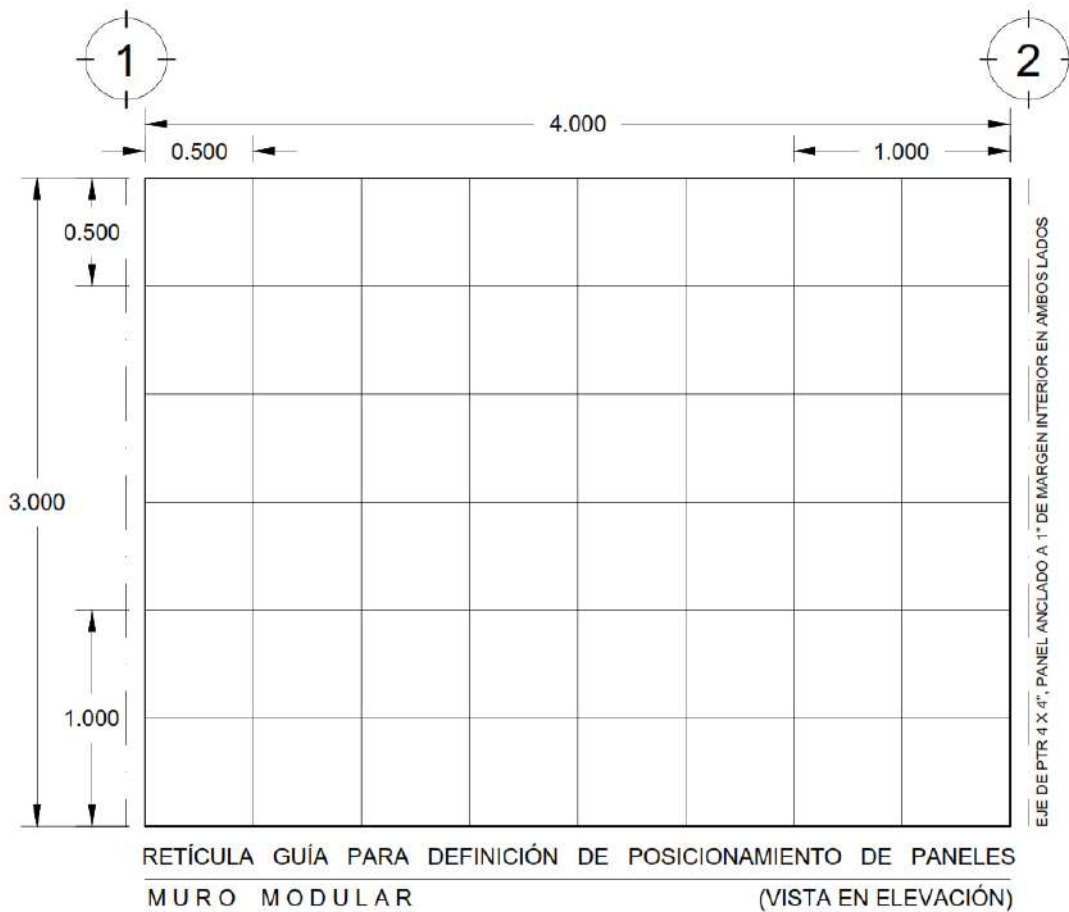 1
2
4.000
0.500
1.000
0.500
3.000
1.000
EJE DE PTR 4 X 4", PANEL ANCLADO A 1" DE MARGEN INTERIOR EN AMBOS LADOS
RETÍCULA GUÍA PARA DEFINICIÓN DE POSICIONAMIENTO DE PANELES
MURO MODULAR (VISTA EN ELEVACIÓN)